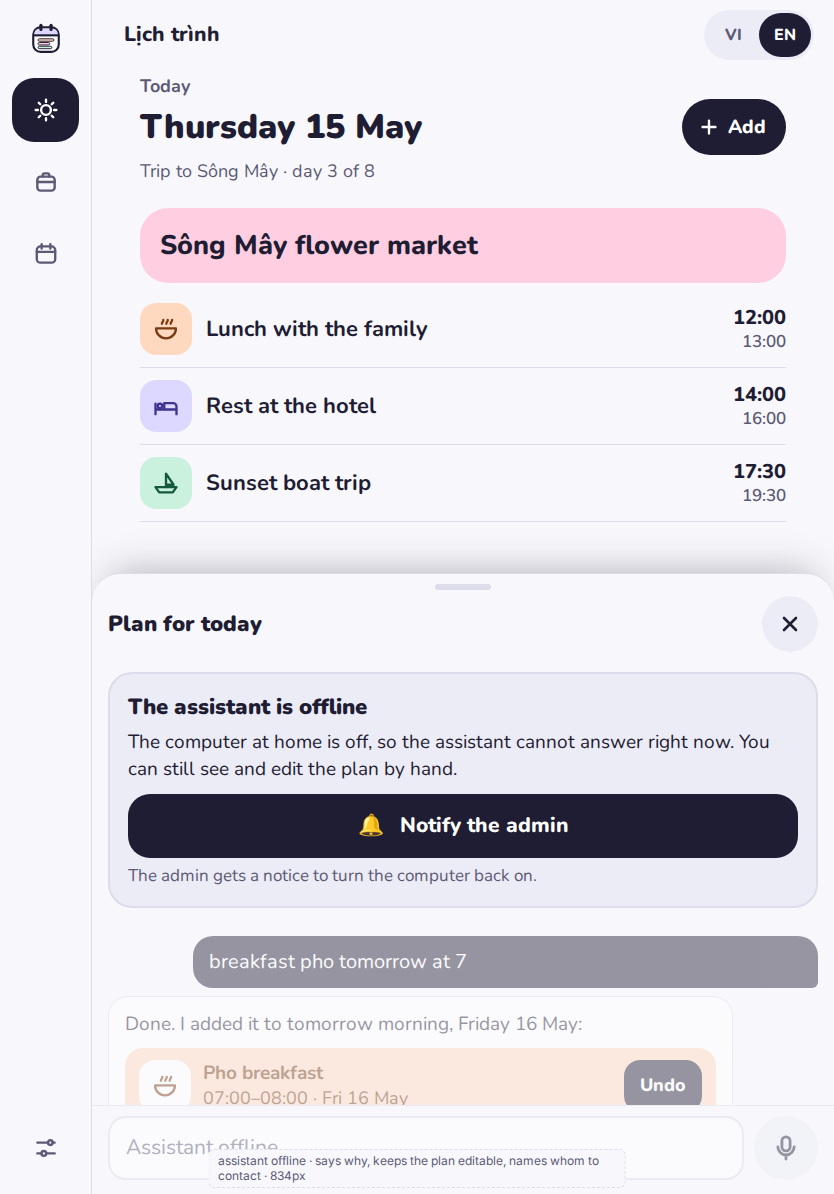 Lịch trình
VI
EN
Today
Thursday 15 May
+ Add
Trip to Sông Mây · day 3 of 8
Sông Mây flower market
Lunch with the family
12:00
13:00
Rest at the hotel
14:00
16:00
Sunset boat trip
17:30
19:30
Plan for today
The assistant is offline
The computer at home is off, so the assistant cannot answer right now. You
can still see and edit the plan by hand.
Notify the admin
The admin gets a notice to turn the computer back on.
breakfast pho tomorrow at 7
Done. I added it to tomorrow morning, Friday 16 May:
Pho breakfast
07:00–08:00 · Fri 16 May
Undo
Assistant offline
assistant offline · says why, keeps the plan editable, names whom to
contact · 834px